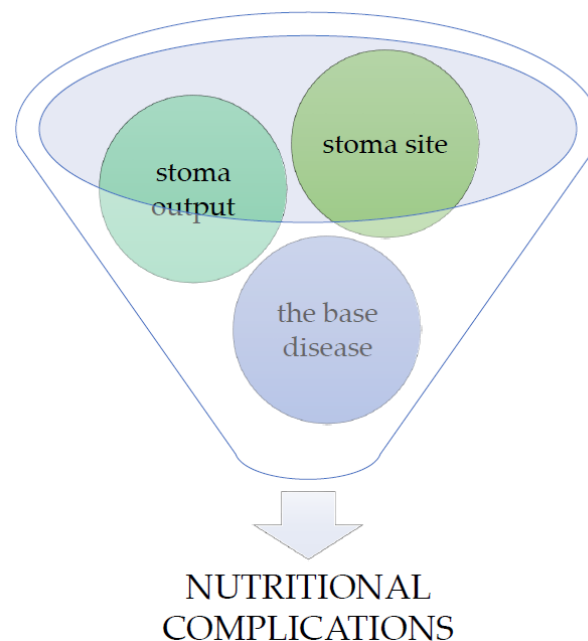 stoma site
stoma
output
the base
disease
NUTRITIONAL
COMPLICATIONS